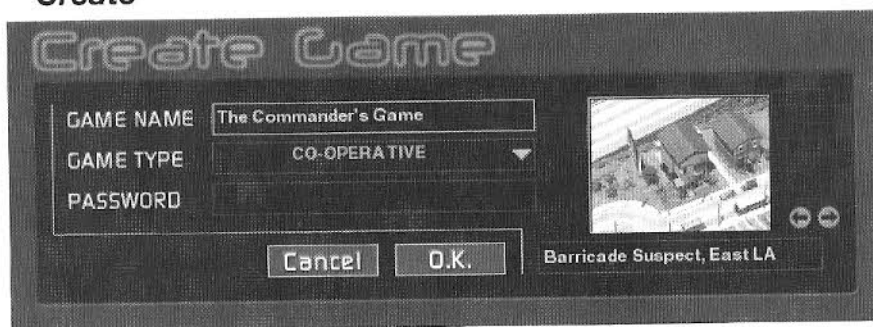 Create
Create Game
GAME NAME The Commander's Game
GAME TYPE CO-OPERATIVE
PASSWORD
Cancel O.K.
Barricade Suspect, East LA